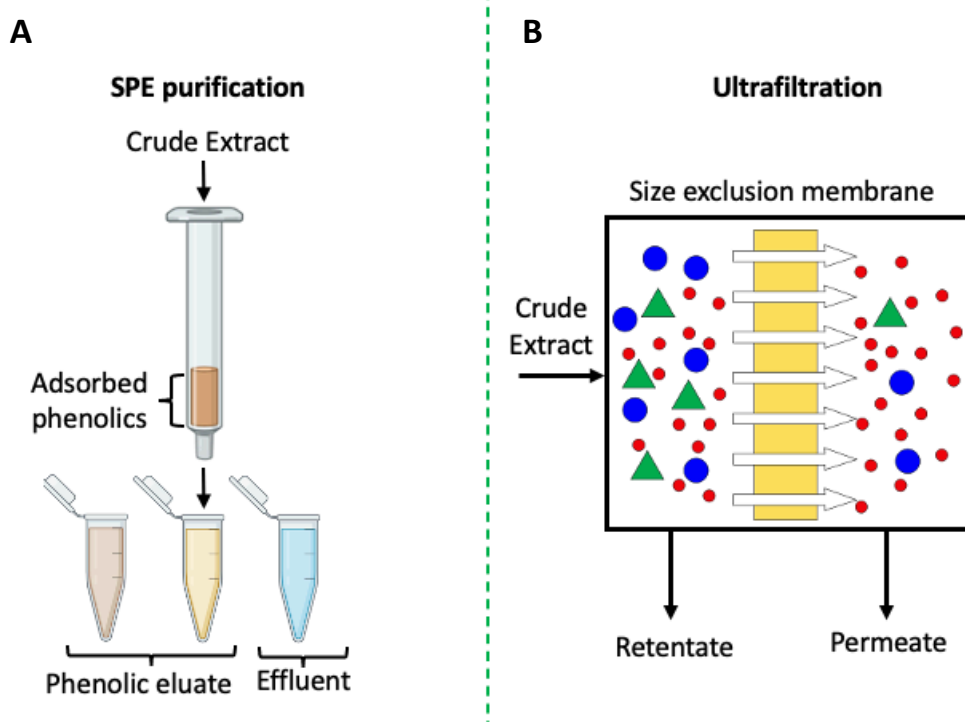 A
SPE purification
Crude Extract
Adsorbed
phenolics
Phenolic eluate
Effluent
B
Ultrafiltration
Size exclusion membrane
Crude
Extract
Retentate
Permeate